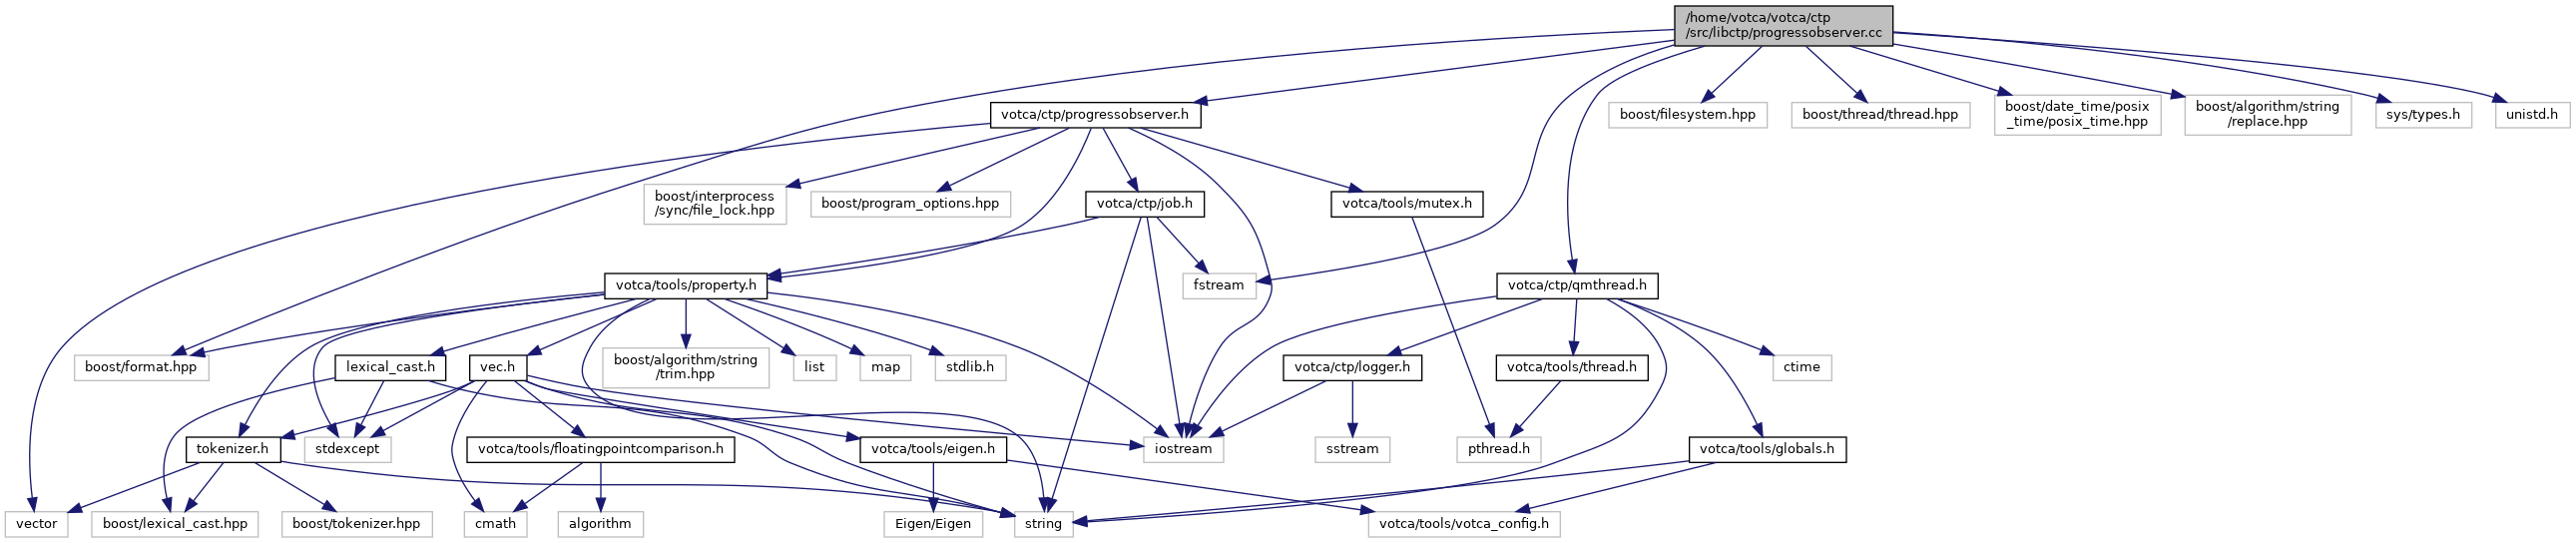 /home/votca/votca/ctp
/src/libctp/progressobserver.cc
votca/ctp/progressobserver.h
boost/filesystem.hpp
boost/thread/thread.hpp
boost/date_time/posix
_time/posix_time.hpp
boost/algorithm/string
/replace.hpp
sys/types.h
unistd.h
boost/interprocess
/sync/file_lock.hpp
boost/program_options.hpp
votca/ctp/job.h
votca/tools/mutex.h
votca/tools/property.h
fstream
votca/ctp/qmthread.h
boost/format.hpp
lexical_cast.h
vec.h
boost/algorithm/string
/trim.hpp
list
map
stdlib.h
votca/ctp/logger.h
votca/tools/thread.h
ctime
tokenizer.h
stdexcept
votca/tools/floatingpointcomparison.h
votca/tools/eigen.h
iostream
sstream
pthread.h
votca/tools/globals.h
vector
boost/lexical_cast.hpp
boost/tokenizer.hpp
cmath
algorithm
Eigen/Eigen
string
votca/tools/votca_config.h